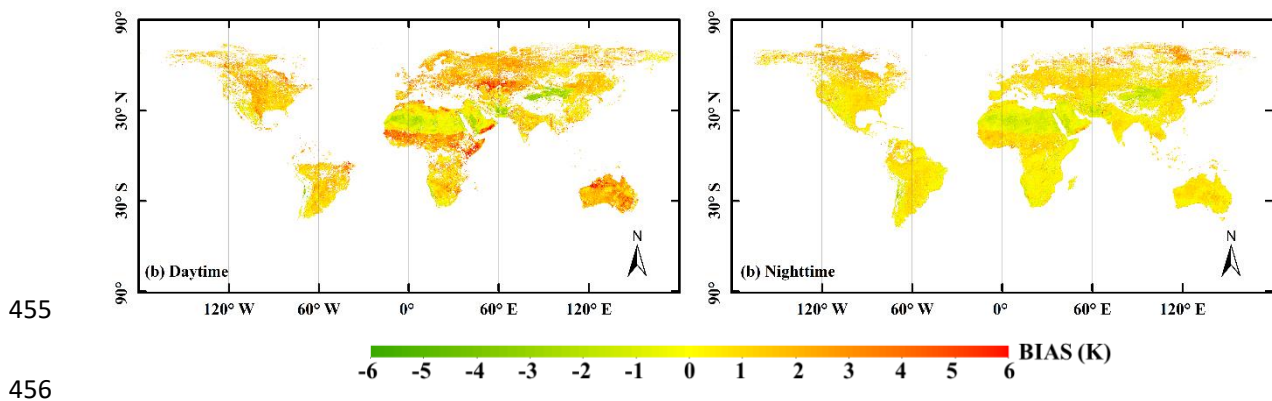 90°
30° N
30° S
90°
N
(b) Daytime
120° W
60° W
0°
60° E
120° E
90°
30° N
30° S
90°
N
(b) Nighttime
120° W
60° W
0°
60° E
120° E
455
BIAS (K)
-6 -5 -4 -3 -2 -1 0 1 2 3 4 5 6
456